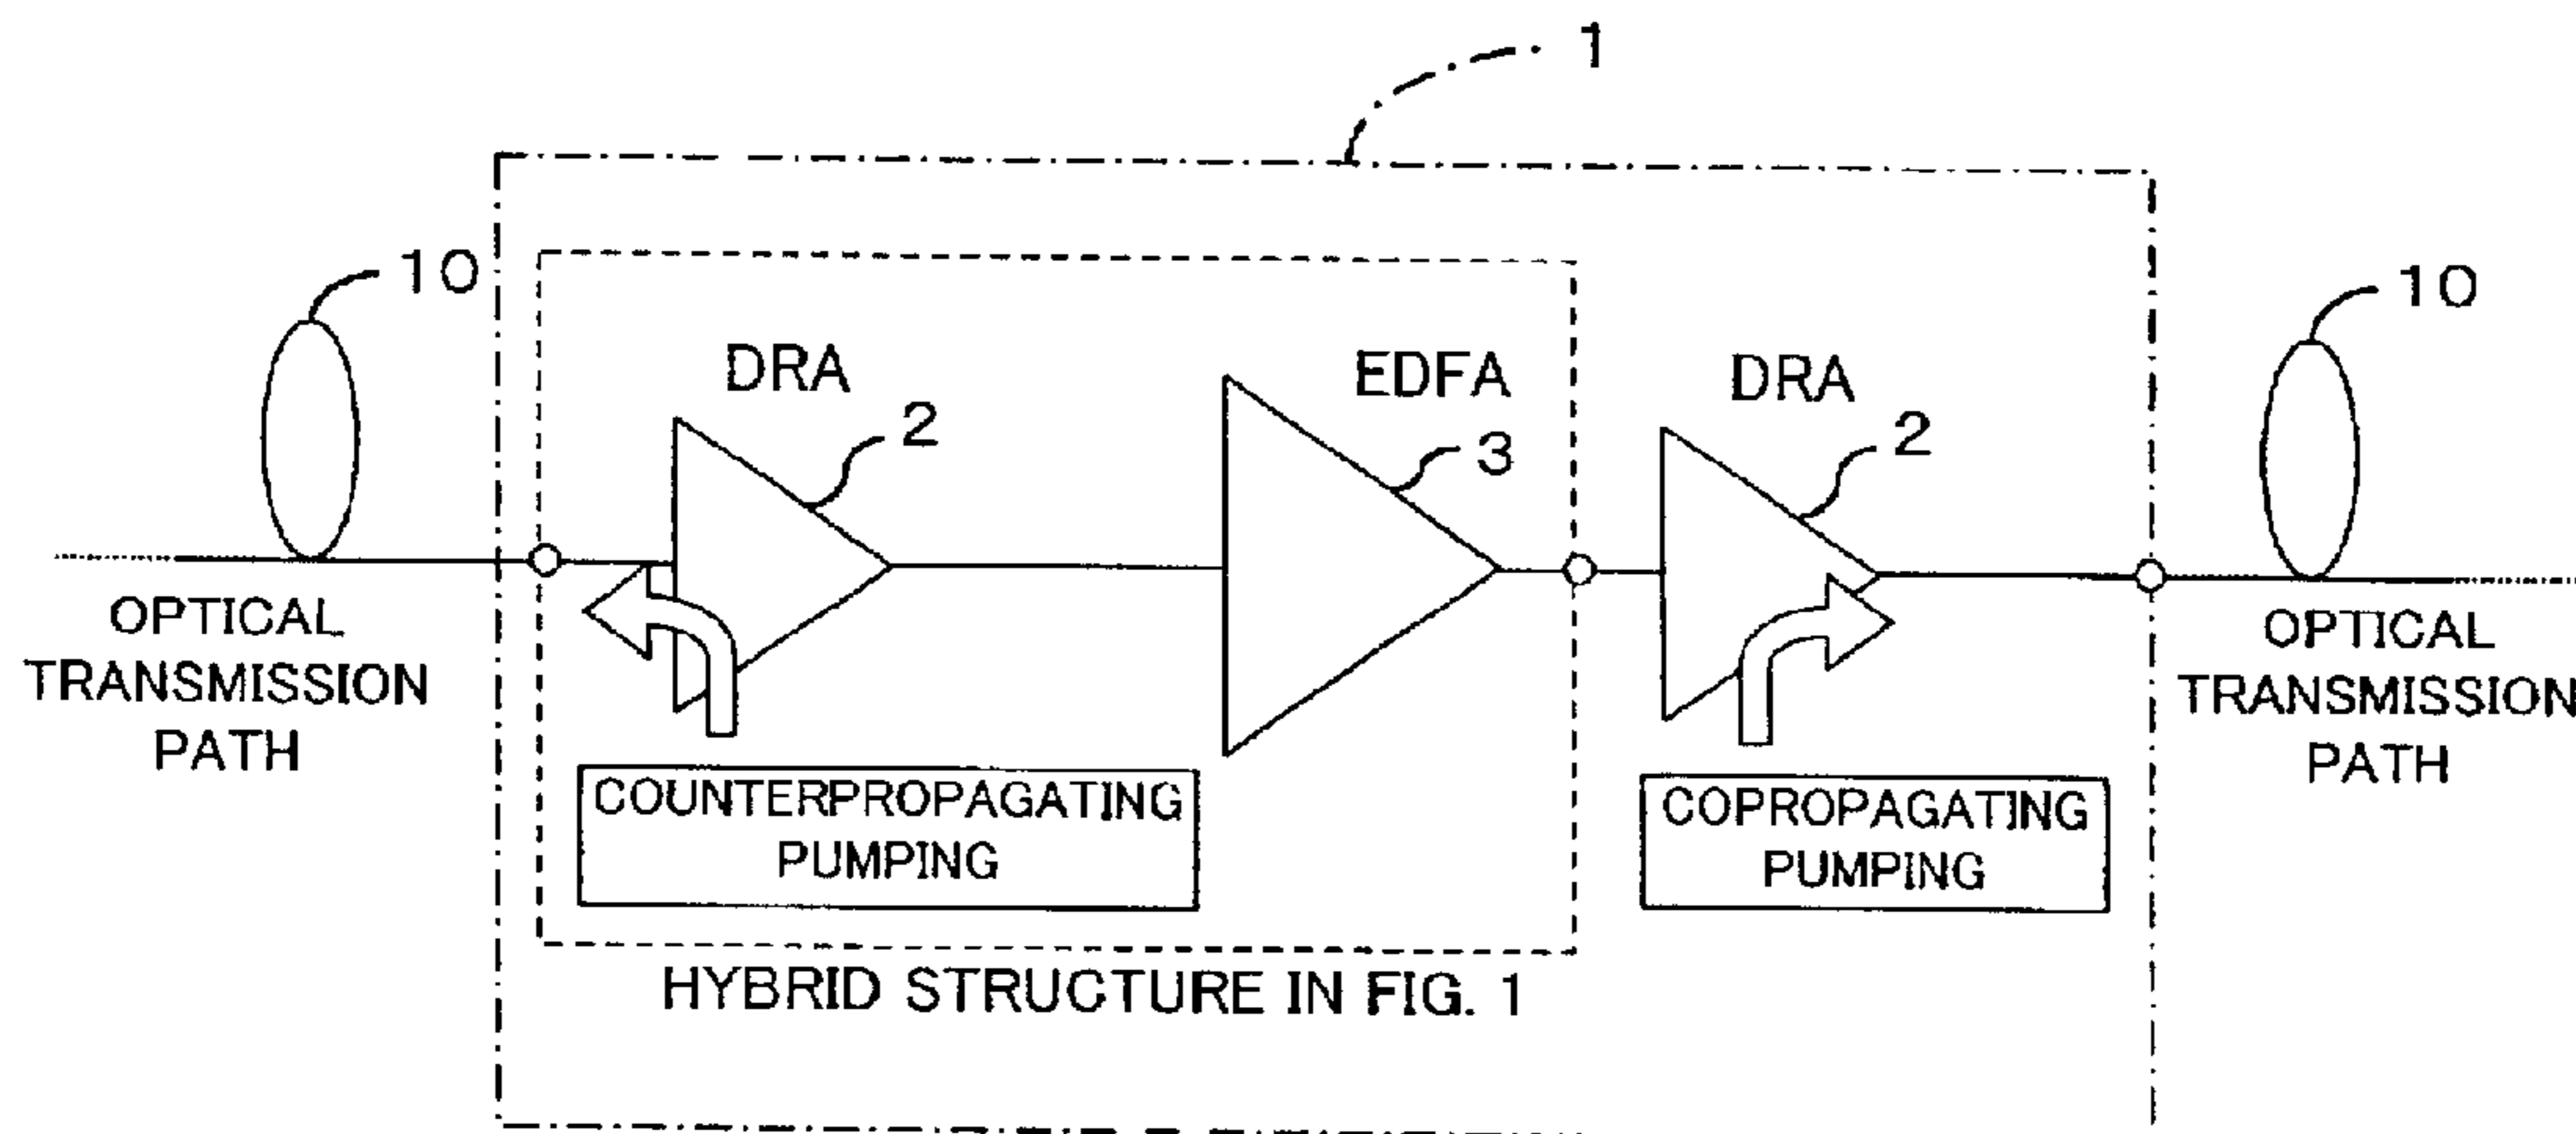 1
10
10
DRA
EDFA
DRA
2
3
2
OPTICAL
TRANSMISSION
PATH
OPTICAL
TRANSMISSION
PATH
COUNTERPROPAGATING
PUMPING
COPROPAGATING
PUMPING
HYBRID STRUCTURE IN FIG. 1